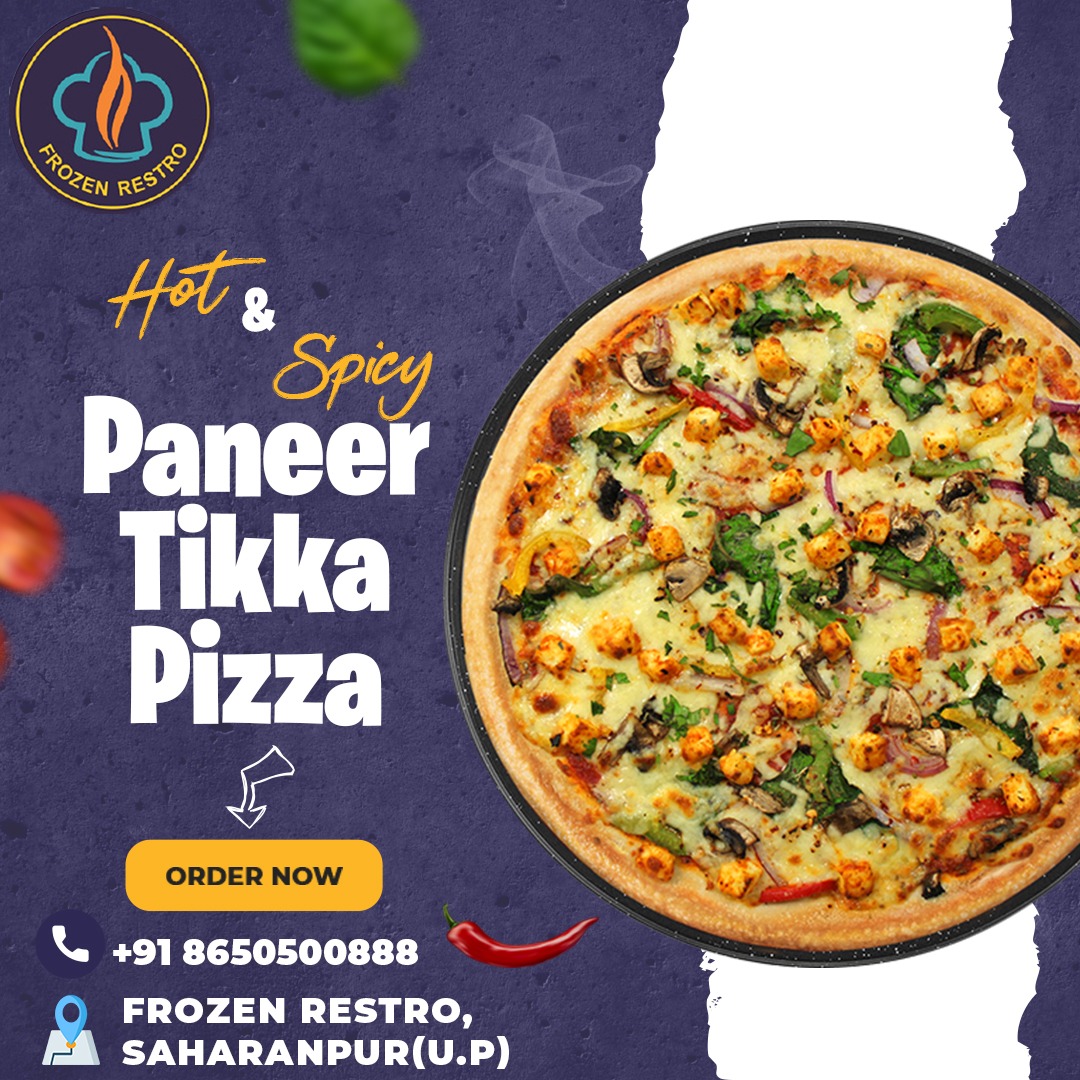 FROZEN RESTRO
Hot
&
Spicy
Paneer
Tikka
Pizza
ORDER NOW
+91 8650500888
FROZEN RESTRO,
SAHARANPUR(U.P)